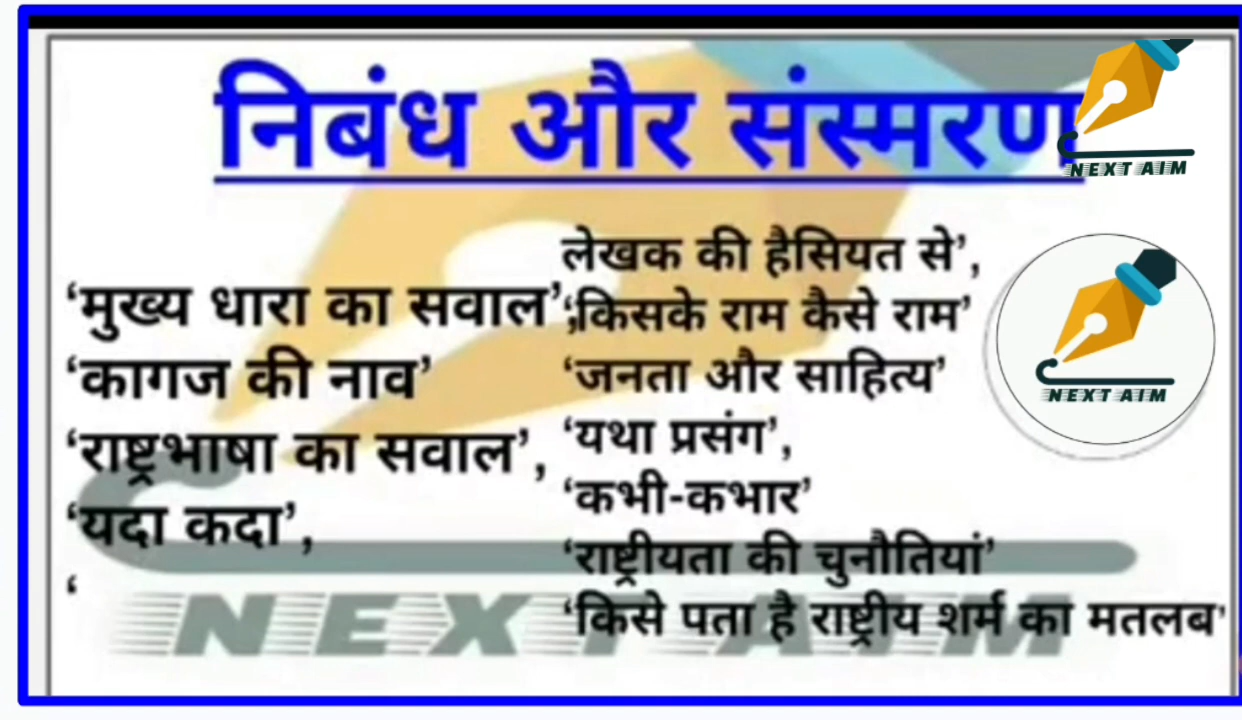 निबंध और संस्मरण
NEXT AIM
‘मुख्य धारा का सवाल’,
‘कागज की नाव’
‘राष्ट्रभाषा का सवाल’,
‘यदा कदा’,
‘
लेखक की हैसियत से’,
‘किसके राम कैसे राम’
‘जनता और साहित्य’
‘यथा प्रसंग’,
‘कभी-कभार’
‘राष्ट्रीयता की चुनौतियां’
‘किसे पता है राष्ट्रीय शर्म का मतलब’
NEXT AIM
NEXT AIM